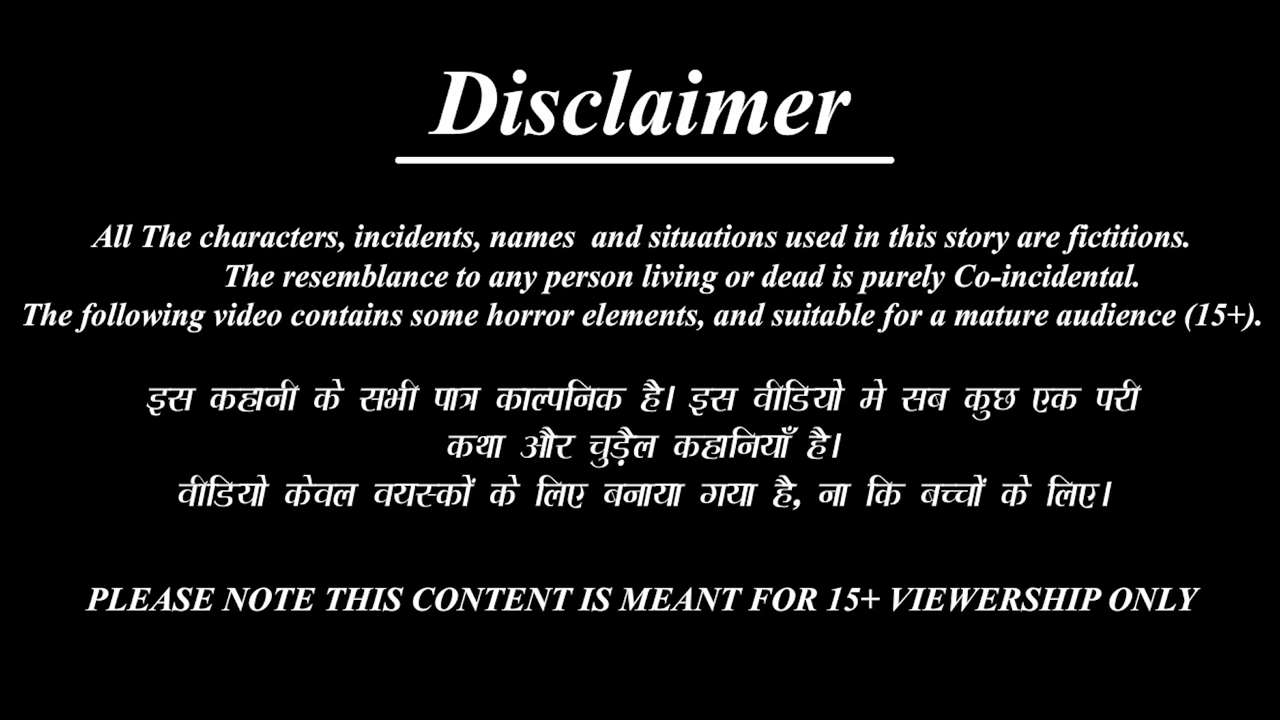 Disclaimer
All The characters, incidents, names and situations used in this story are fictitions.
The resemblance to any person living or dead is purely Co-incidental.
The following video contains some horror elements, and suitable for a mature audience (15+).
इस कहानी के सभी पात्र काल्पनिक है। इस वीडियो मे सब कुछ एक परी
कथा और चुड़ैल कहानियाँ है।
वीडियो केवल वयस्कों के लिए बनाया गया है, ना कि बच्चों के लिए।
PLEASE NOTE THIS CONTENT IS MEANT FOR 15+ VIEWERSHIP ONLY